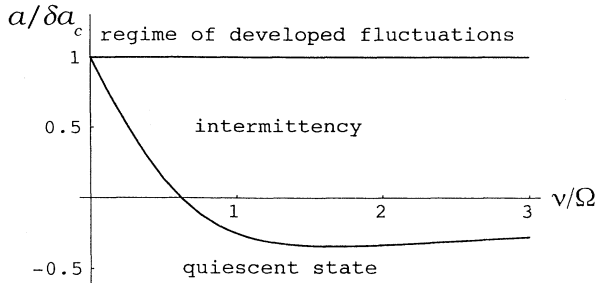 a/δa_c
regime of developed fluctuations
1
0.5
intermittency
1 2 3 ν/Ω
-0.5
quiescent state